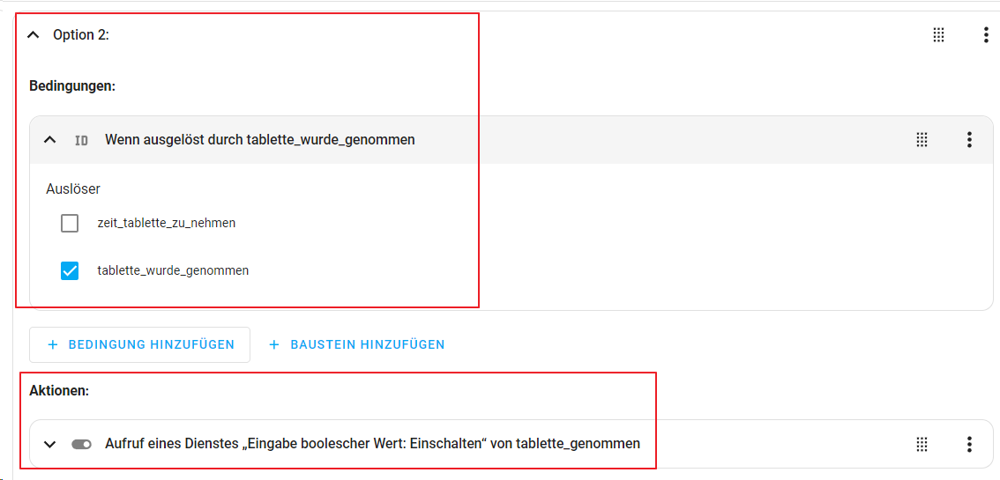 Option 2:
Bedingungen:
ID Wenn ausgelöst durch tablette_wurde_genommen
Auslöser
zeit_tablette_zu_nehmen
tablette_wurde_genommen
+ BEDINGUNG HINZUFÜGEN + BAUSTEIN HINZUFÜGEN
Aktionen:
Aufruf eines Dienstes „Eingabe boolescher Wert: Einschalten“ von tablette_genommen